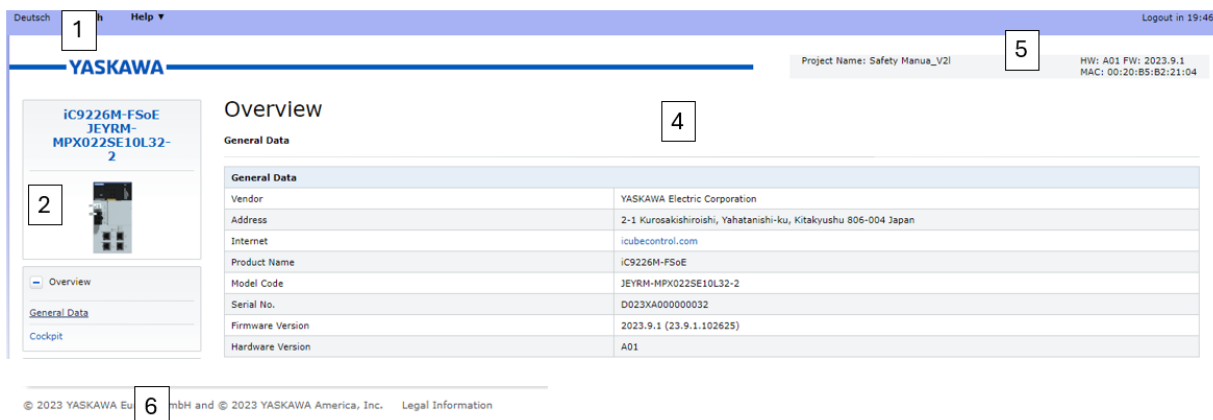 Deutsch h Help ▼ Logout in 19:46
1
YASKAWA
Project Name: Safety Manua_V2l
5
HW: A01 FW: 2023.9.1
MAC: 00:20:B5:B2:21:04
iC9226M-FSoE
JEYRM-
MPX022SE10L32-
2
2
Overview
General Data
Cockpit
Overview
4
General Data
General Data
Vendor YASKAWA Electric Corporation
Address 2-1 Kurosakishiroishi, Yahatanishi-ku, Kitakyushu 806-004 Japan
Internet icubecontrol.com
Product Name iC9226M-FSoE
Model Code JEYRM-MPX022SE10L32-2
Serial No. D023XA000000032
Firmware Version 2023.9.1 (23.9.1.102625)
Hardware Version A01
© 2023 YASKAWA Eu 6 mbH and © 2023 YASKAWA America, Inc. Legal Information